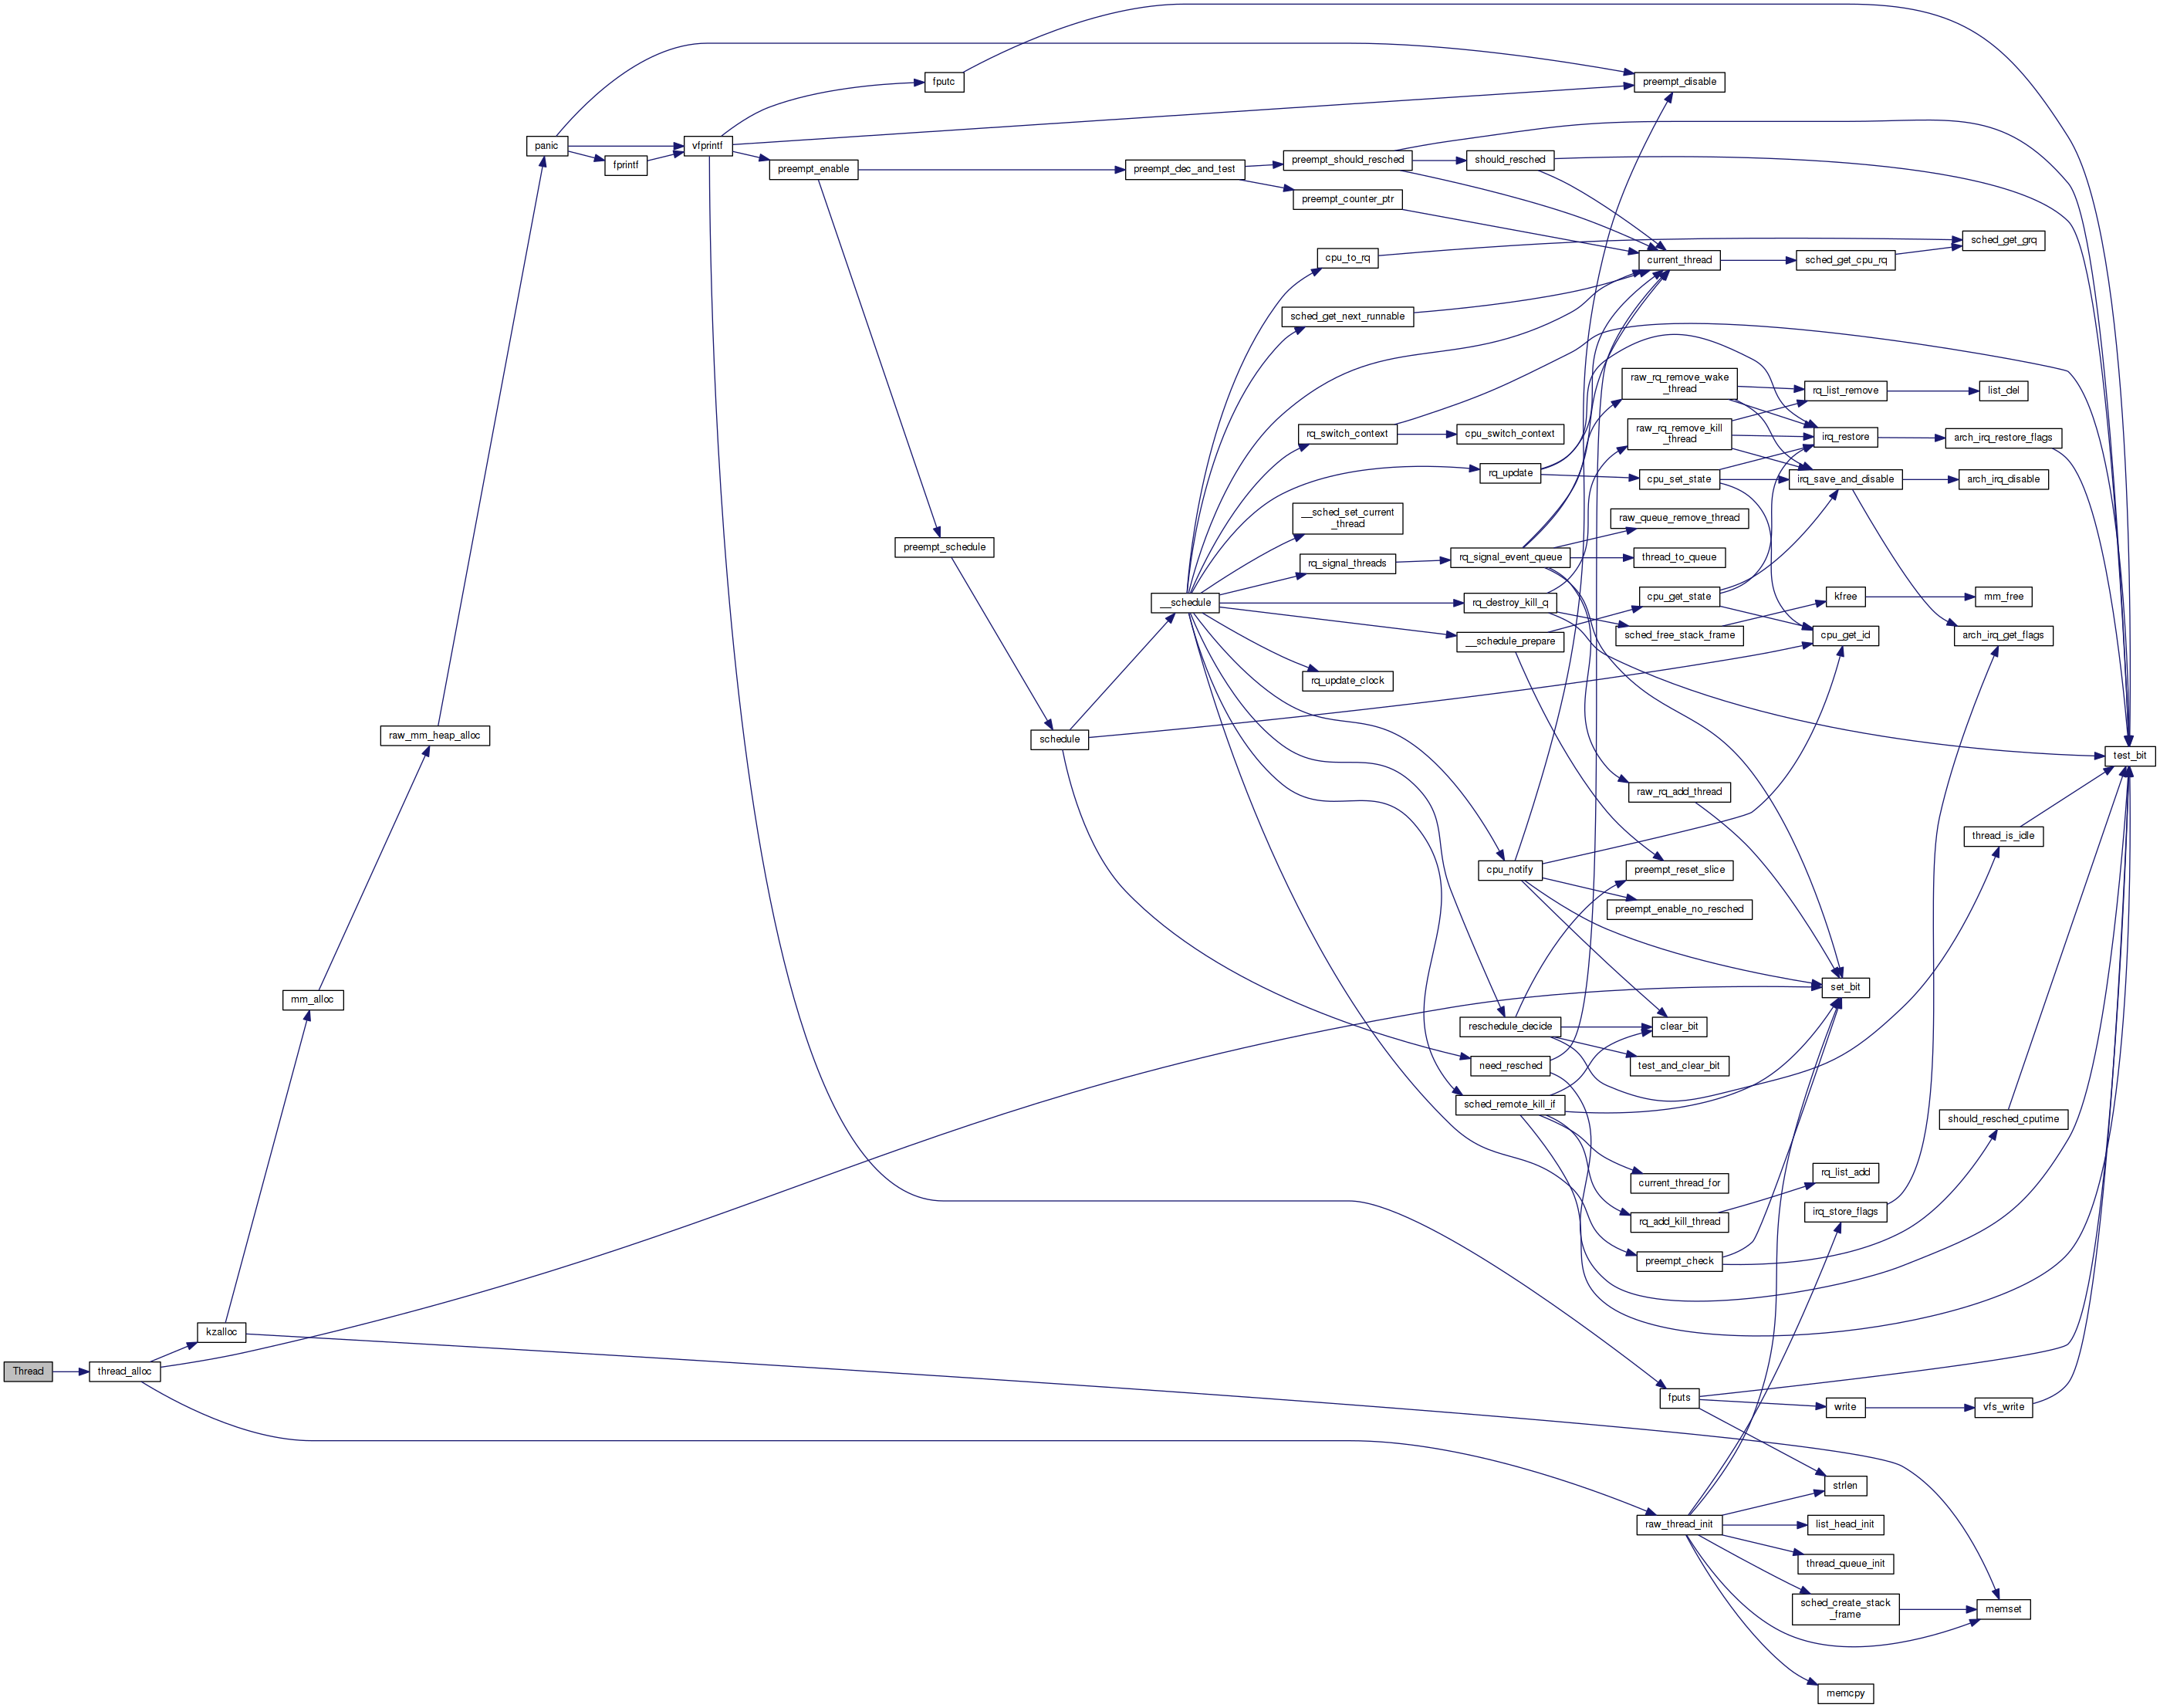 fputc
preempt_disable
panic
vfprintf
fprintf
preempt_enable
preempt_dec_and_test
preempt_should_resched
should_resched
preempt_counter_ptr
sched_get_grq
cpu_to_rq
current_thread
sched_get_cpu_rq
sched_get_next_runnable
raw_rq_remove_wake
_thread
rq_list_remove
list_del
rq_switch_context
cpu_switch_context
raw_rq_remove_kill
_thread
irq_restore
arch_irq_restore_flags
rq_update
cpu_set_state
irq_save_and_disable
arch_irq_disable
__sched_set_current
_thread
raw_queue_remove_thread
preempt_schedule
rq_signal_threads
rq_signal_event_queue
thread_to_queue
__schedule
rq_destroy_kill_q
cpu_get_state
kfree
mm_free
__schedule_prepare
sched_free_stack_frame
cpu_get_id
arch_irq_get_flags
rq_update_clock
raw_mm_heap_alloc
schedule
test_bit
raw_rq_add_thread
thread_is_idle
cpu_notify
preempt_reset_slice
preempt_enable_no_resched
mm_alloc
set_bit
reschedule_decide
clear_bit
need_resched
test_and_clear_bit
sched_remote_kill_if
should_resched_cputime
current_thread_for
rq_list_add
rq_add_kill_thread
irq_store_flags
preempt_check
kzalloc
Thread
thread_alloc
fputs
write
vfs_write
strlen
raw_thread_init
list_head_init
thread_queue_init
sched_create_stack
_frame
memset
memcpy